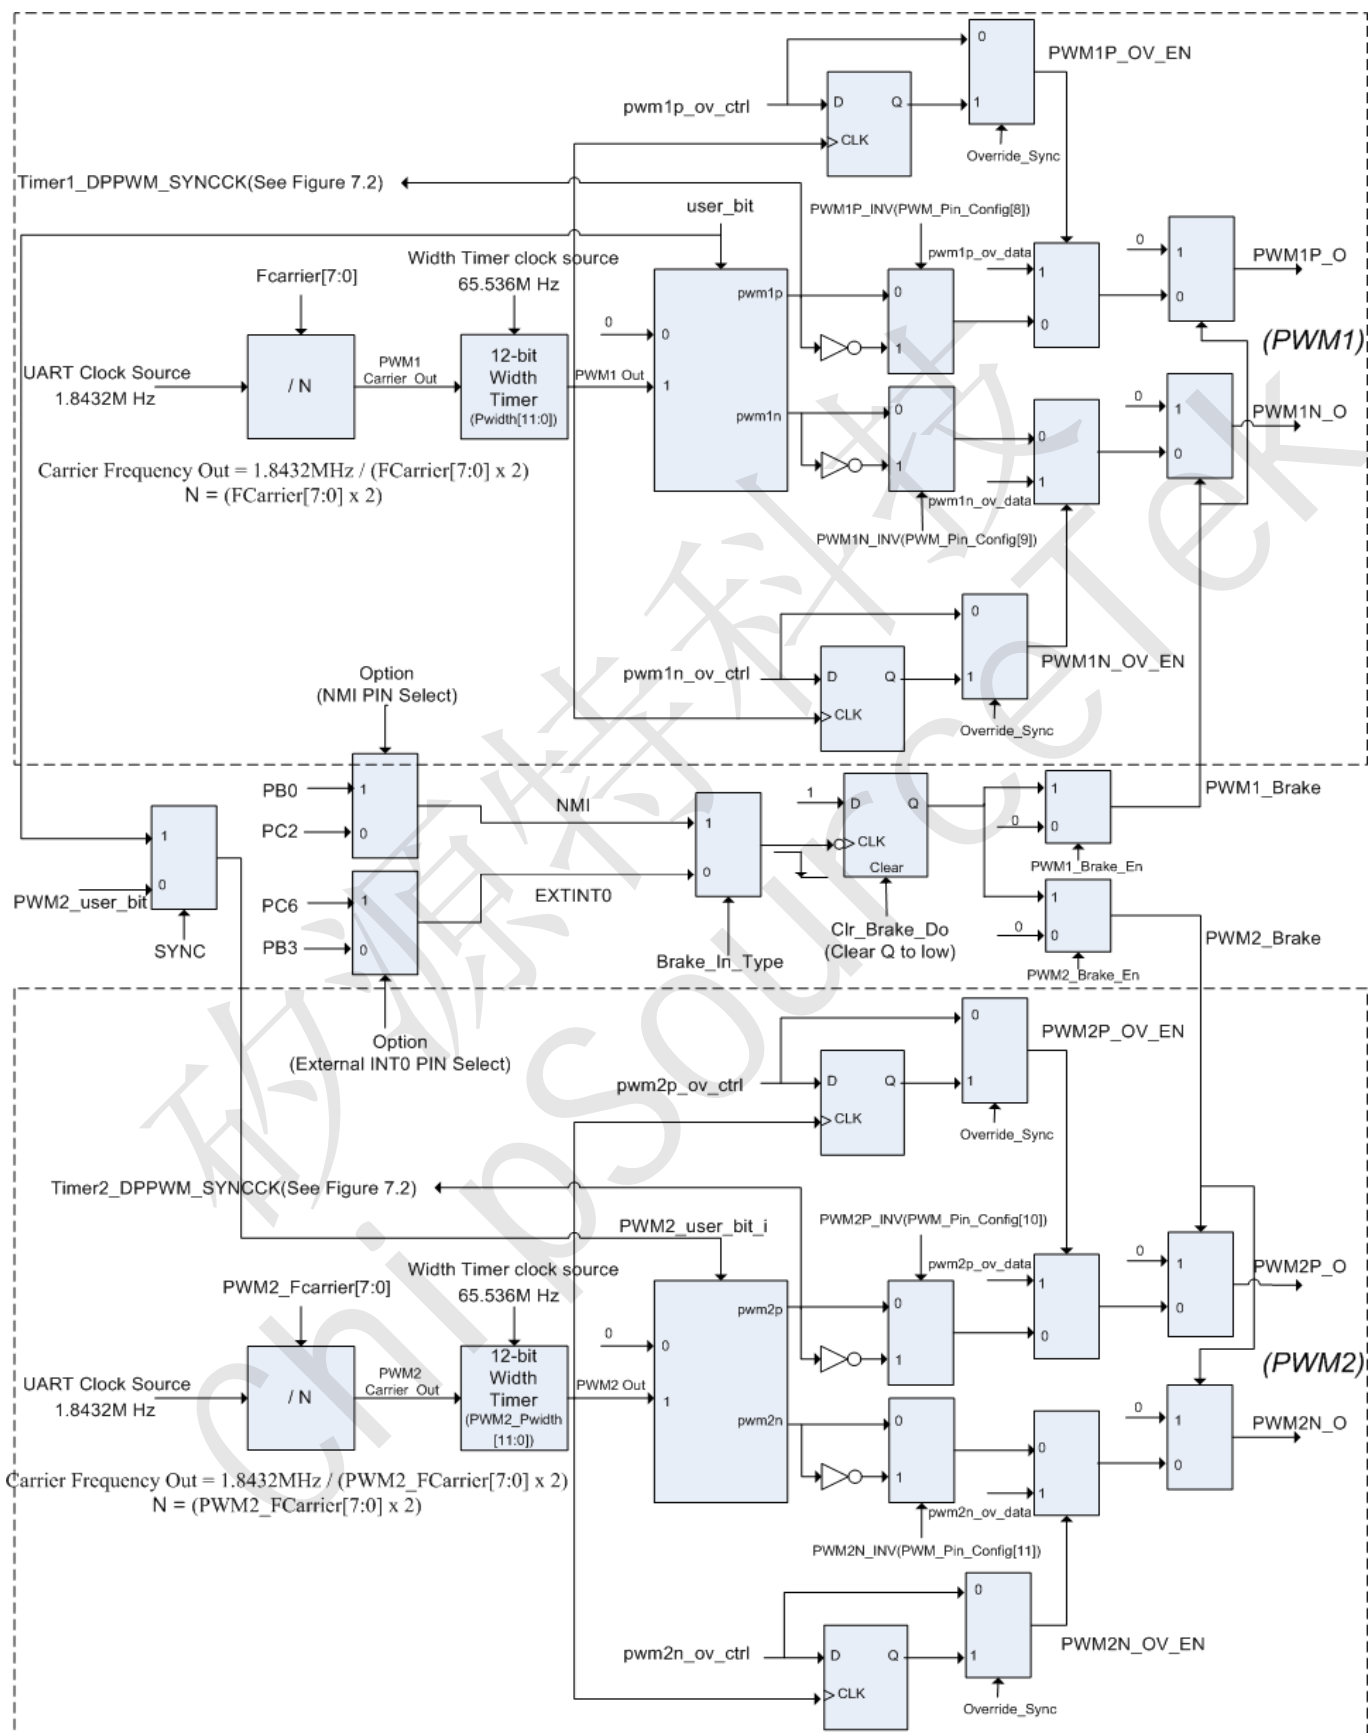 0
PWM1P_OV_EN
pwm1p_ov_ctrl
D Q
1
CLK
Override_Sync
Timer1_DPPWM_SYNCCK(See Figure 7.2)
user_bit
PWM1P_INV(PWM_Pin_Config[8])
Width Timer clock source
65.536M Hz
Fcarrier[7:0]
pwm1p_ov_data
0
1
PWM1P_O
1
pwm1p
0
0
0
0
0
(PWM1)
UART Clock Source
1.8432M Hz
/ N
PWM1
Carrier_Out
12-bit
Width
Timer
(Pwidth[11:0])
PWM1 Out
1
1
0
1
PWM1N_O
pwm1n
0
0
0
1
Carrier Frequency Out = 1.8432MHz / (FCarrier[7:0] x 2)
N = (FCarrier[7:0] x 2)
1
pwm1n_ov_data
PWM1N_INV(PWM_Pin_Config[9])
0
PWM1N_OV_EN
pwm1n_ov_ctrl
D Q
1
CLK
Override_Sync
Option
(NMI PIN Select)
PB0
1
PC2
0
NMI
1
1
D Q
CLK
Clear
1
0
0
PWM1_Brake
PWM1_Brake_En
1
0
PWM2_user_bit
SYNC
PC6
1
PB3
0
EXTINT0
0
Brake_In_Type
Clr_Brake_Do
(Clear Q to low)
1
0
0
PWM2_Brake
PWM2_Brake_En
Option
(External INT0 PIN Select)
0
PWM2P_OV_EN
pwm2p_ov_ctrl
D Q
1
CLK
Override_Sync
Timer2_DPPWM_SYNCCK(See Figure 7.2)
PWM2_user_bit_i
PWM2P_INV(PWM_Pin_Config[10])
Width Timer clock source
65.536M Hz
PWM2_Fcarrier[7:0]
pwm2p_ov_data
0
1
PWM2P_O
1
pwm2p
0
0
0
0
0
(PWM2)
UART Clock Source
1.8432M Hz
/ N
PWM2
Carrier_Out
12-bit
Width
Timer
(PWM2_Pwidth
[11:0])
PWM2 Out
1
1
0
1
PWM2N_O
pwm2n
0
0
0
1
Carrier Frequency Out = 1.8432MHz / (PWM2_FCarrier[7:0] x 2)
N = (PWM2_FCarrier[7:0] x 2)
1
pwm2n_ov_data
PWM2N_INV(PWM_Pin_Config[11])
0
PWM2N_OV_EN
pwm2n_ov_ctrl
D Q
1
CLK
Override_Sync
矽源特科技
ChipSourceTek